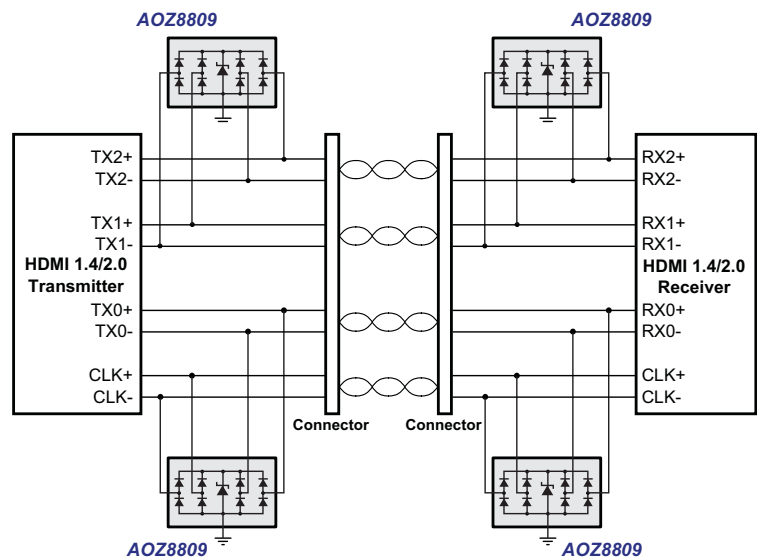 AOZ8809
AOZ8809
TX2+
TX2-
TX1+
TX1-
HDMI 1.4/2.0
Transmitter
TX0+
TX0-
CLK+
CLK-
RX2+
RX2-
RX1+
RX1-
HDMI 1.4/2.0
Receiver
RX0+
RX0-
CLK+
CLK-
Connector
Connector
AOZ8809
AOZ8809